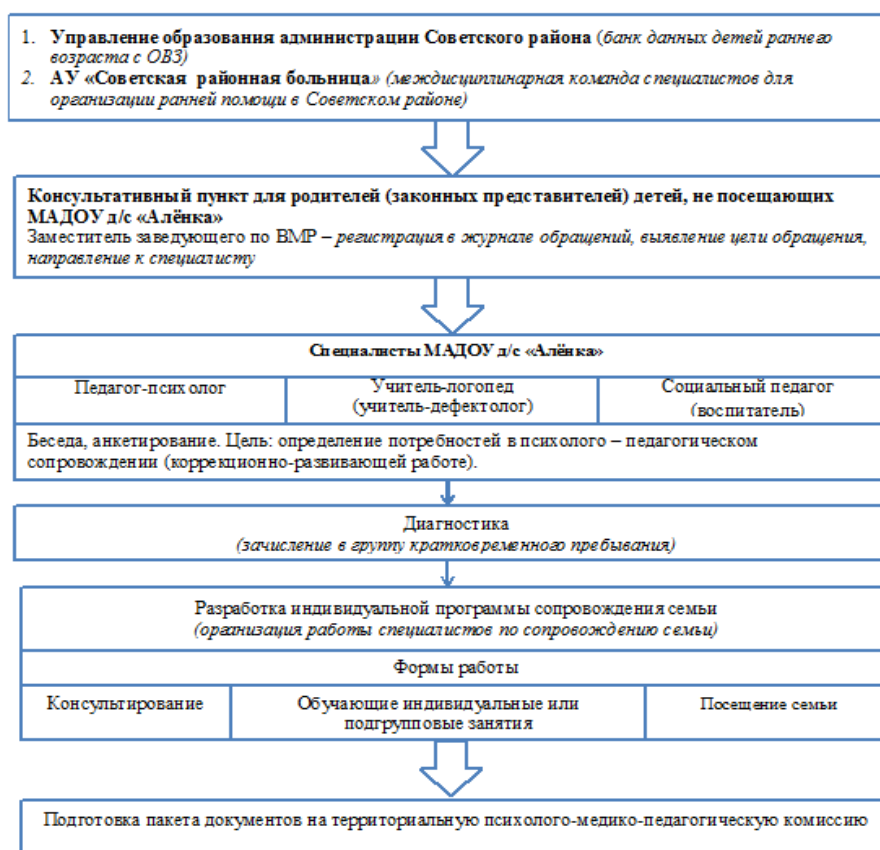 1. Управление образования администрации Советского района (банк данных детей раннего
возраста с ОВЗ)
2. АУ «Советская районная больница» (междисциплинарная команда специалистов для
организации ранней помощи в Советском районе)
Консультативный пункт для родителей (законных представителей) детей, не посещающих
МАДОУ д/с «Алёнка»
Заместитель заведующего по ВМР – регистрация в журнале обращений, выявление цели обращения,
направление к специалисту
Специалисты МАДОУ д/с «Алёнка»
Педагог-психолог
Учитель-логопед
(учитель-дефектолог)
Социальный педагог
(воспитатель)
Беседа, анкетирование. Цель: определение потребностей в психолого – педагогическом
сопровождении (коррекционно-развивающей работе).
Диагностика
(зачисление в группу кратковременного пребывания)
Разработка индивидуальной программы сопровождения семьи
(организация работы специалистов по сопровождению семьи)
Формы работы
Консультирование
Обучающие индивидуальные или
подгрупповые занятия
Посещение семьи
Подготовка пакета документов на территориальную психолого-медико-педагогическую комиссию